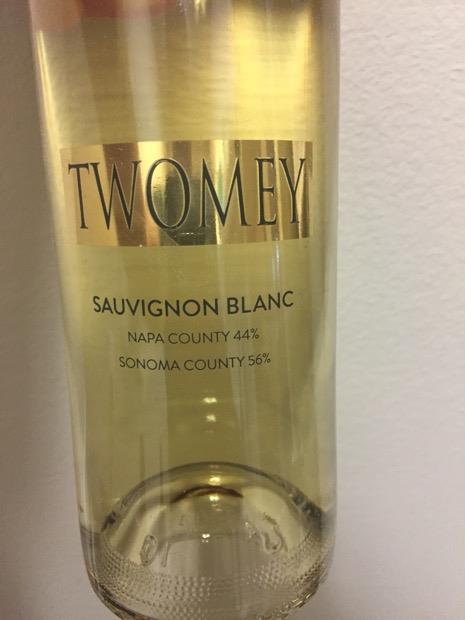 TWOMEY
SAUVIGNON BLANC
NAPA COUNTY 44%
SONOMA COUNTY 56%